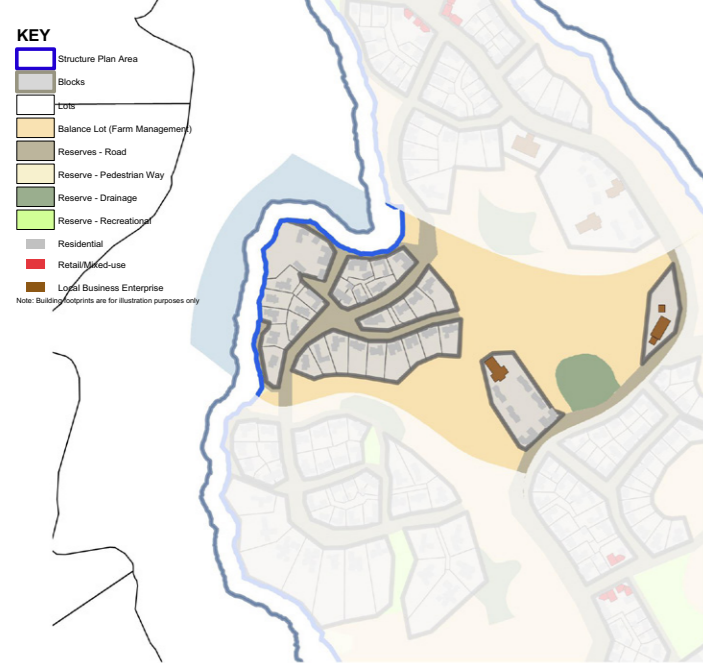 KEY
Structure Plan Area
Blocks
Lots
Balance Lot (Farm Management)
Reserves - Road
Reserve - Pedestrian Way
Reserve - Drainage
Reserve - Recreational
Residential
Retail/Mixed-use
Local Business Enterprise
Note: Building footprints are for illustration purposes only